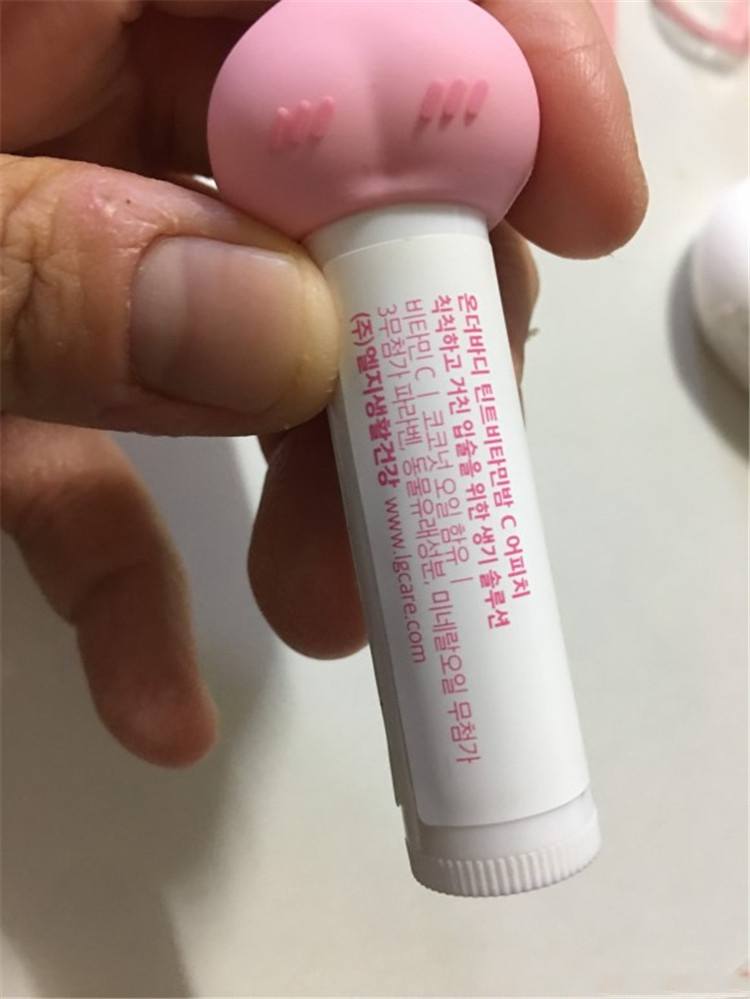 온더바디 틴트비타민밤 C 어피치
칙칙하고 거친 입술을 위한 생기 솔루션
비타민 C | 코코넛 오일 함유 |
3무첨가 파라벤, 동물유래성분, 미네랄오일 무첨가
(주)엘지생활건강 www.lgcare.com